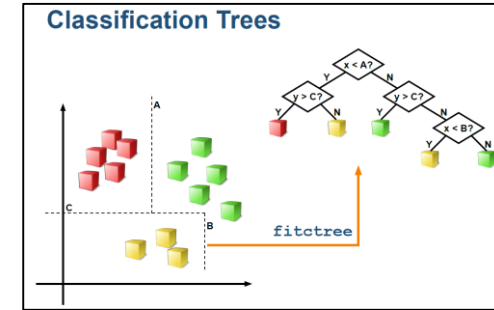 Classification Trees
x < A?
Y N
y > C? y > C?
Y N Y N
x < B?
Y N
A
C
B
fitctree